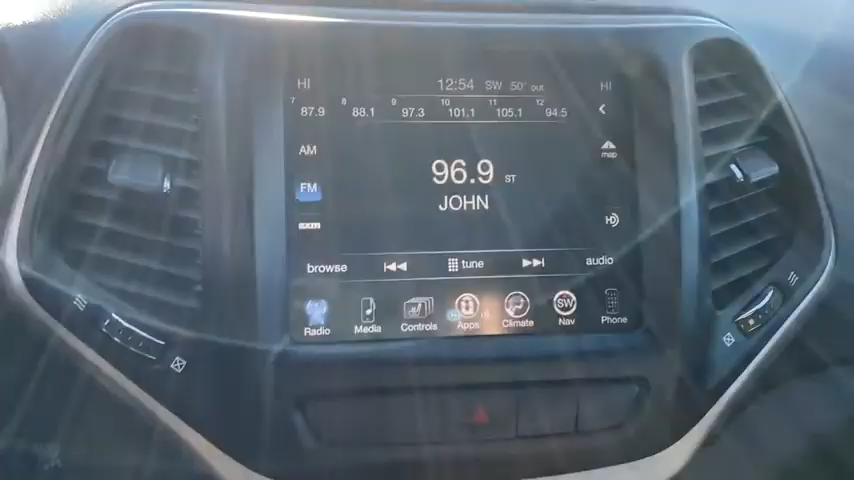 HI 12:54 SW 50° out HI
7 87.9 8 88.1 9 97.3 10 101.1 11 105.1 12 94.5
AM
map
96.9 ST
FM
JOHN
browse tune audio
Radio Media Controls Apps Climate SW Nav Phone